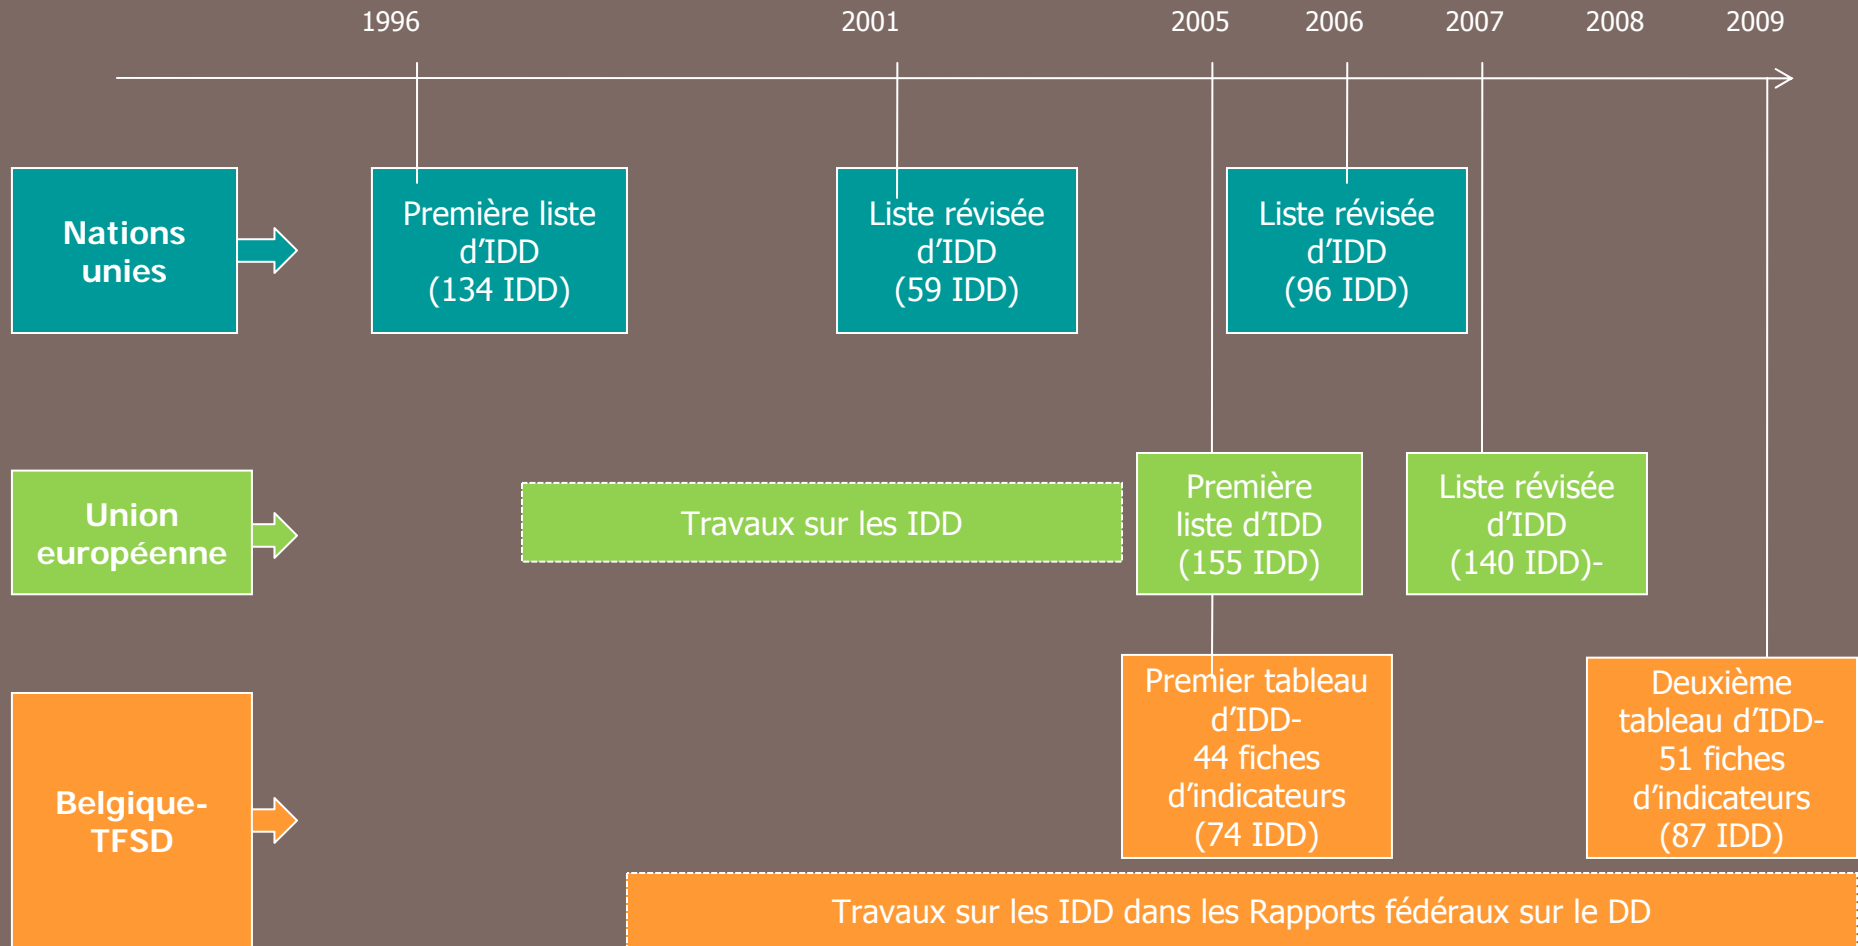 1996 2001 2005 2006 2007 2008 2009
Nations
unies
Première liste
d’IDD
(134 IDD)
Liste révisée
d’IDD
(59 IDD)
Liste révisée
d’IDD
(96 IDD)
Union
européenne
Travaux sur les IDD
Première
liste d’IDD
(155 IDD)
Liste révisée
d’IDD
(140 IDD)-
Belgique-
TFSD
Premier tableau
d’IDD-
44 fiches
d’indicateurs
(74 IDD)
Deuxième
tableau d’IDD-
51 fiches
d’indicateurs
(87 IDD)
Travaux sur les IDD dans les Rapports fédéraux sur le DD